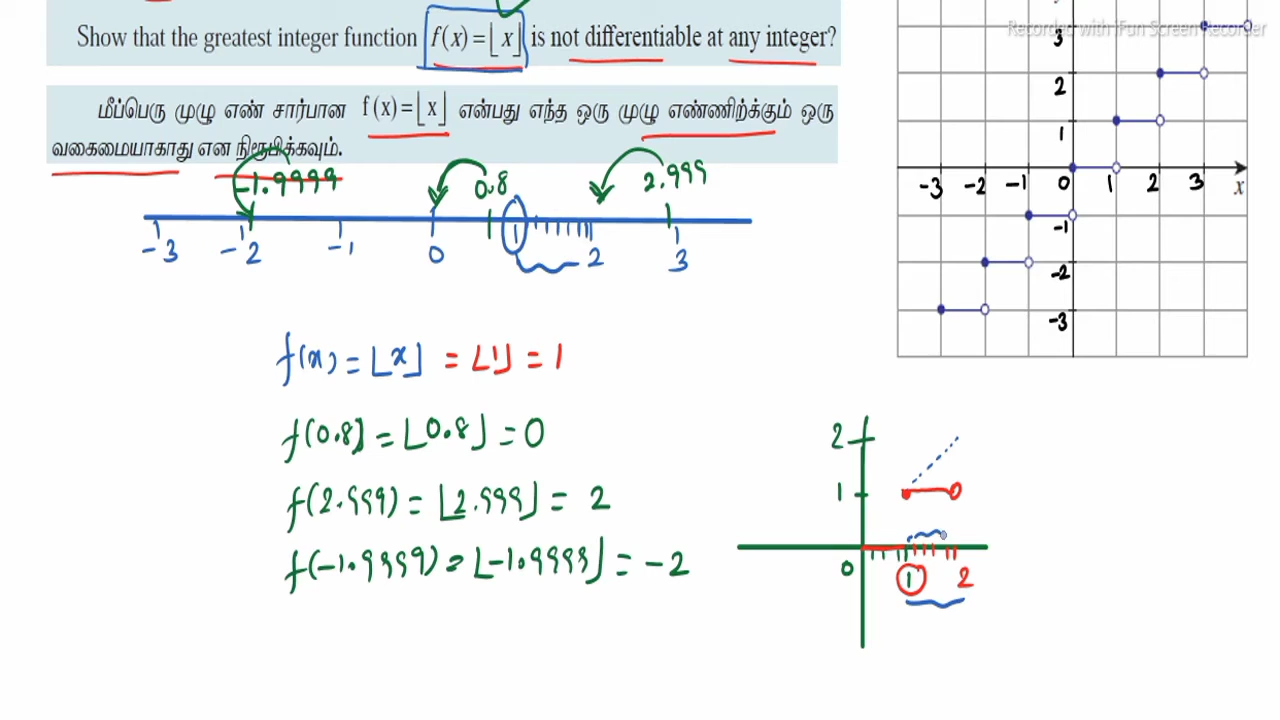 Show that the greatest integer function f(x) = ⌊x⌋ is not differentiable at any integer?
Recorded with iFun Screen Recorder
மீப்பெரு முழு எண் சார்பான f(x)=⌊x⌋ என்பது எந்த ஒரு முழு எண்ணிற்க்கும் ஒரு
வகைமையாகாது என நிரூபிக்கவும்.
-1.9999 0.8 2.999
-3 -2 -1 0 1 2 3
f(x) = ⌊x⌋ = ⌊1⌋ = 1
f(0.8) = ⌊0.8⌋ = 0
f(2.999) = ⌊2.999⌋ = 2
f(-1.9999) = ⌊-1.9999⌋ = -2
3
2
1
-3 -2 -1 0 1 2 3 x
-1
-2
-3
2
1
0 1 2